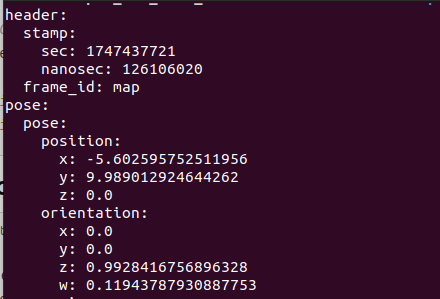 header:
  stamp:
    sec: 1747437721
    nanosec: 126106020
  frame_id: map
pose:
  pose:
    position:
      x: -5.602595752511956
      y: 9.989012924644262
      z: 0.0
    orientation:
      x: 0.0
      y: 0.0
      z: 0.9928416756896328
      w: 0.11943787930887753